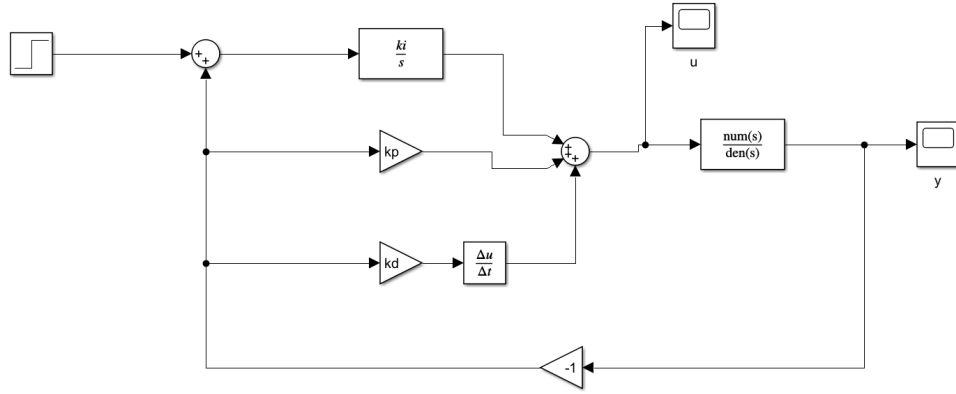 u
ki
s
+
+
num(s)
den(s)
y
+
+
+
kp
kd
Δu
Δt
-1